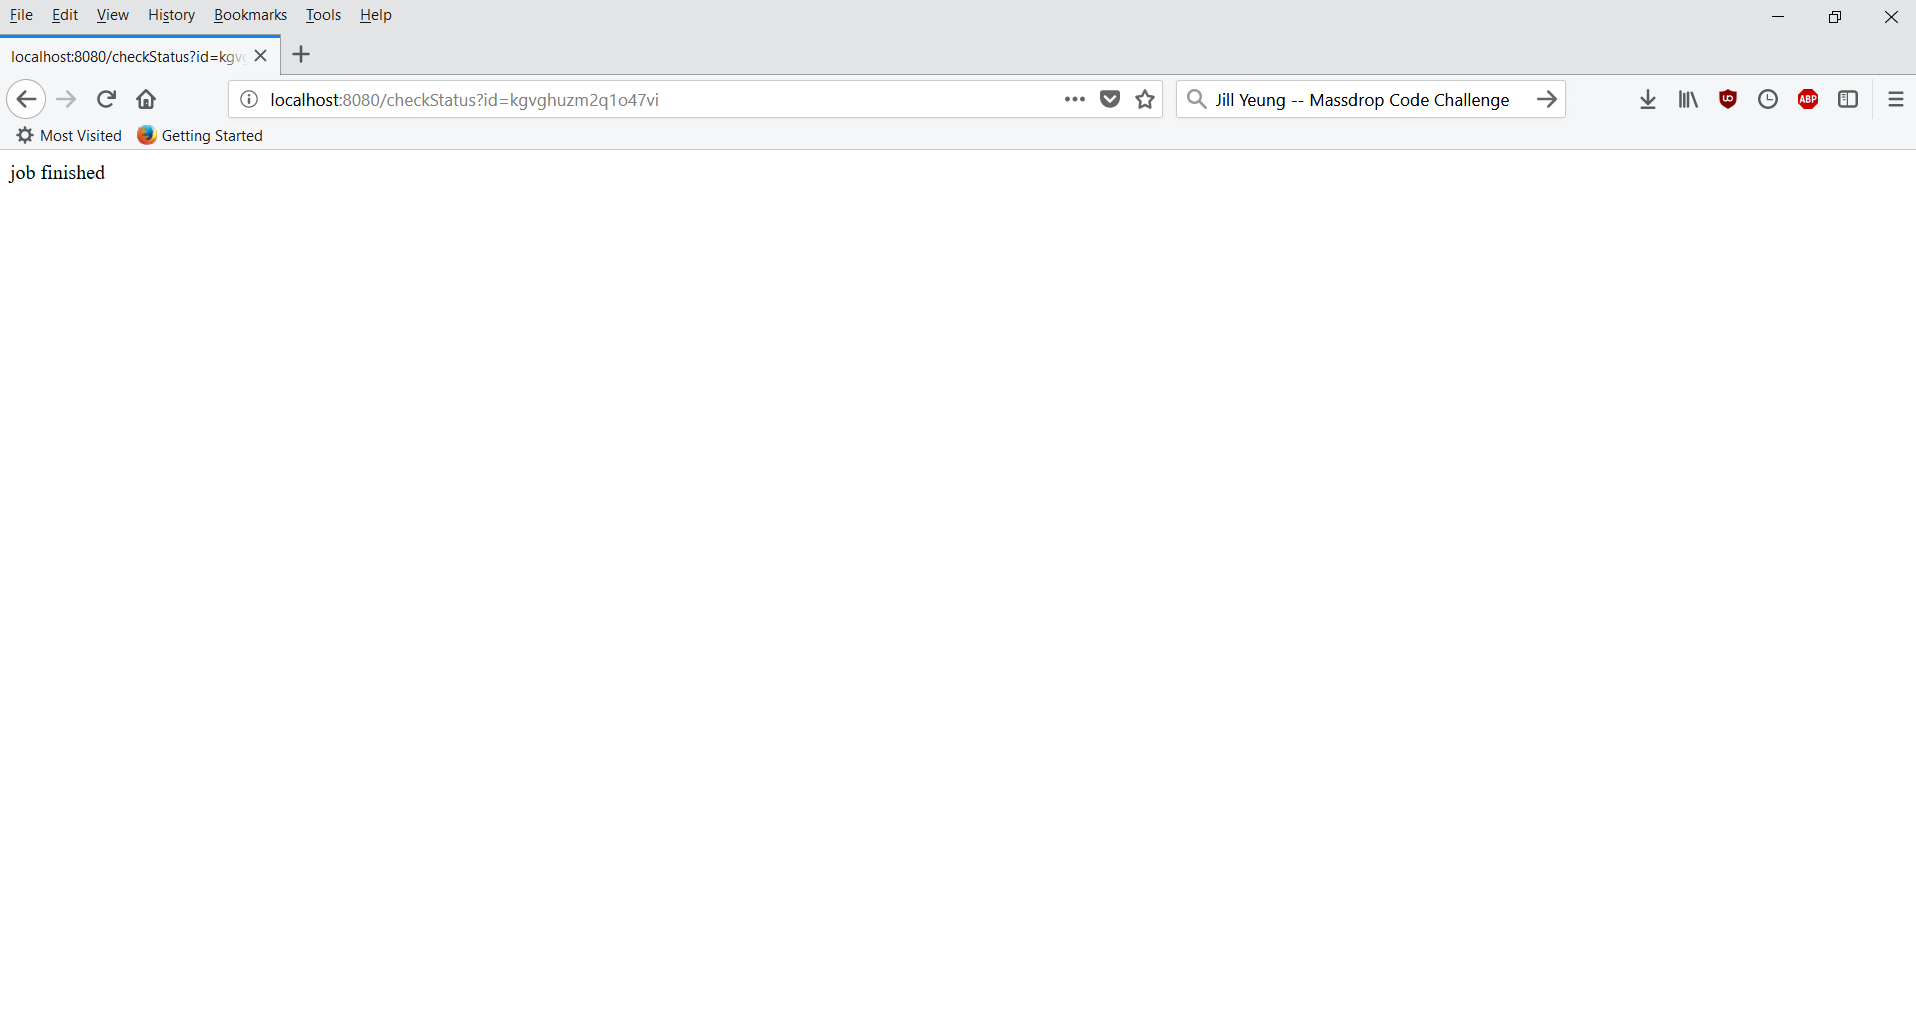 File Edit View History Bookmarks Tools Help
localhost:8080/checkStatus?id=kgv
localhost:8080/checkStatus?id=kgvghuzm2q1o47vi
Jill Yeung -- Massdrop Code Challenge
ABP
Most Visited Getting Started
job finished